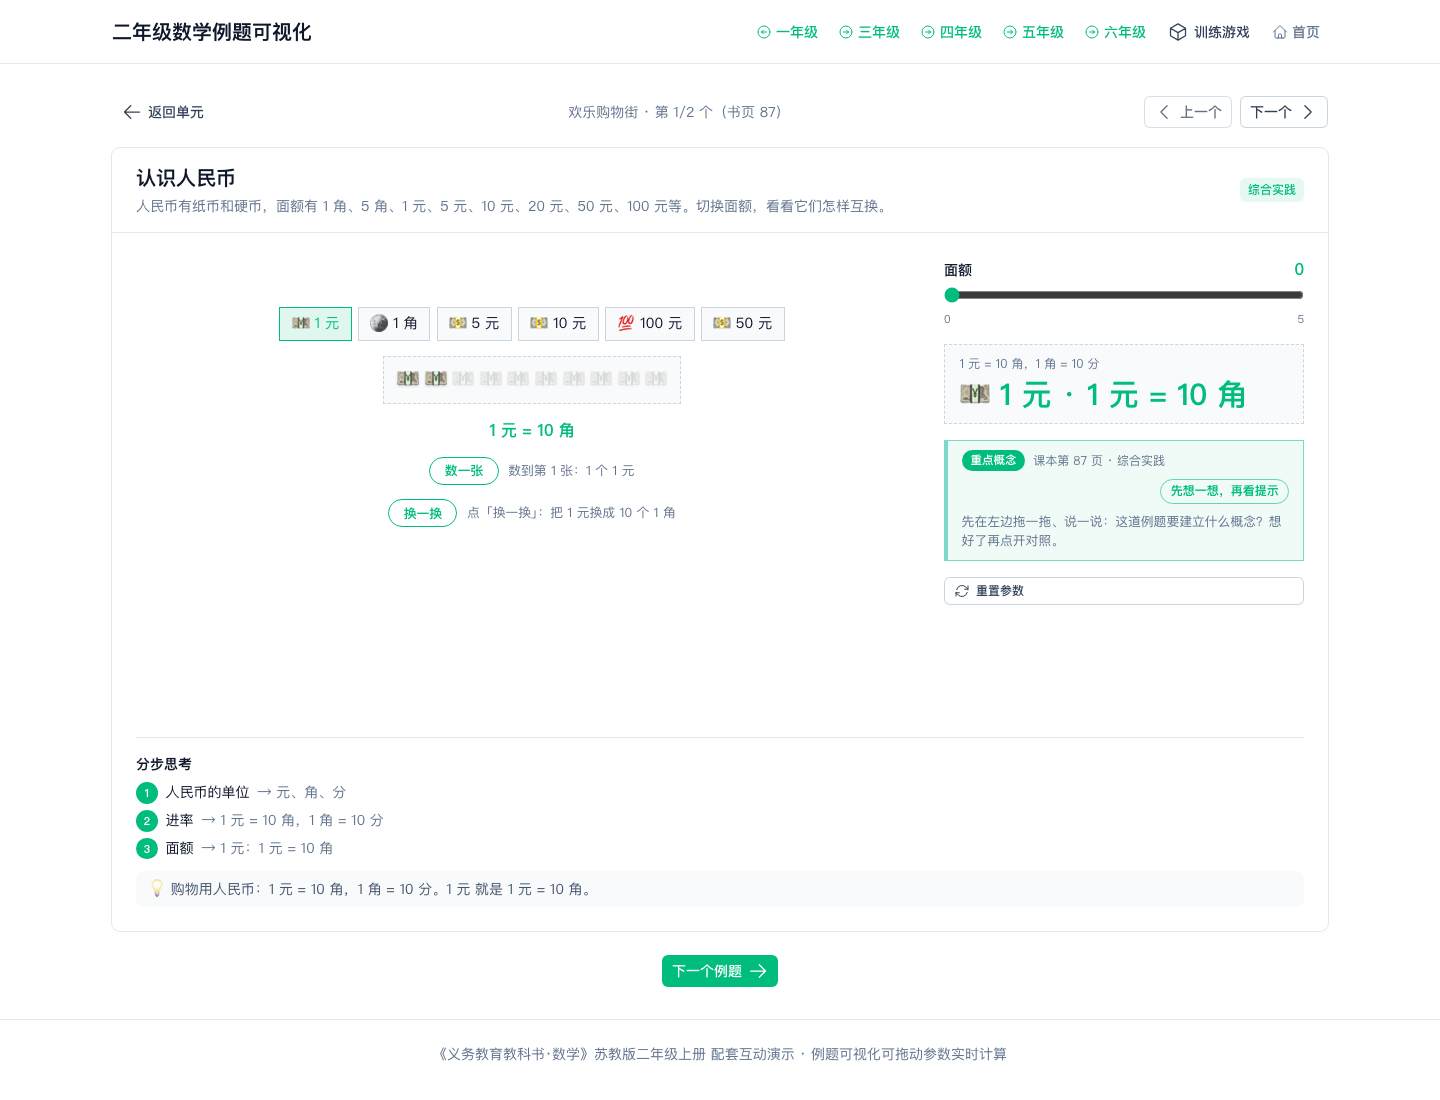 二年级数学例题可视化
一年级 三年级 四年级 五年级 六年级 训练游戏 首页
返回单元
欢乐购物街 · 第 1/2 个（书页 87）
上一个 下一个
认识人民币
人民币有纸币和硬币，面额有 1 角、5 角、1 元、5 元、10 元、20 元、50 元、100 元等。切换面额，看看它们怎样互换。
综合实践
1 元 1 角 5 元 10 元 100 元 50 元
1 元 = 10 角
数一张 数到第 1 张：1 个 1 元
换一换 点「换一换」：把 1 元换成 10 个 1 角
面额 0
0 5
1 元 = 10 角，1 角 = 10 分
1 元 · 1 元 = 10 角
重点概念 课本第 87 页 · 综合实践
先想一想，再看提示
先在左边拖一拖、说一说：这道例题要建立什么概念？想
好了再点开对照。
重置参数
分步思考
1 人民币的单位 → 元、角、分
2 进率 → 1 元 = 10 角，1 角 = 10 分
3 面额 → 1 元：1 元 = 10 角
购物用人民币：1 元 = 10 角，1 角 = 10 分。1 元 就是 1 元 = 10 角。
下一个例题
《义务教育教科书·数学》苏教版二年级上册 配套互动演示 · 例题可视化可拖动参数实时计算